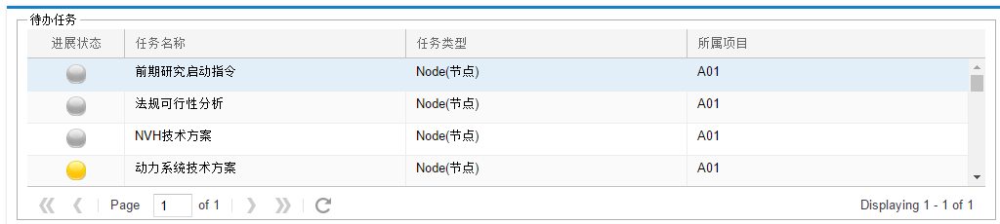 待办任务
进展状态 任务名称 任务类型 所属项目
前期研究启动指令 Node(节点) A01
法规可行性分析 Node(节点) A01
NVH技术方案 Node(节点) A01
动力系统技术方案 Node(节点) A01
Page 1 of 1 Displaying 1 - 1 of 1